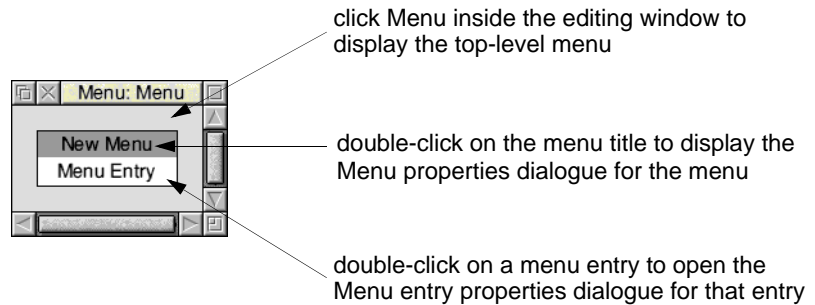 click Menu inside the editing window to
display the top-level menu
Menu: Menu
New Menu
Menu Entry
double-click on the menu title to display the
Menu properties dialogue for the menu
double-click on a menu entry to open the
Menu entry properties dialogue for that entry